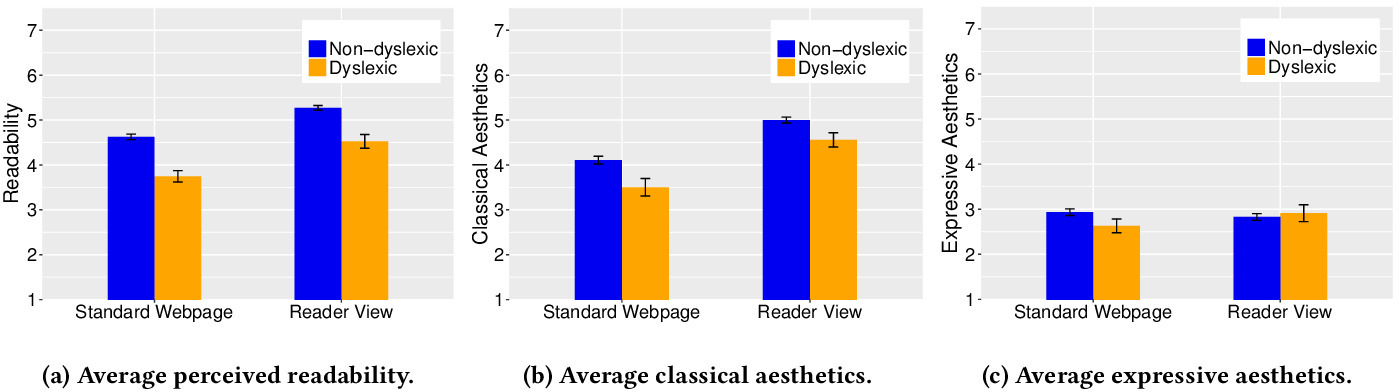 Readability
7
6
5
4
3
2
1
Non-dyslexic
Dyslexic
Standard Webpage
Reader View
(a) Average perceived readability.
Classical Aesthetics
7
6
5
4
3
2
1
Non-dyslexic
Dyslexic
Standard Webpage
Reader View
(b) Average classical aesthetics.
Expressive Aesthetics
7
6
5
4
3
2
1
Non-dyslexic
Dyslexic
Standard Webpage
Reader View
(c) Average expressive aesthetics.